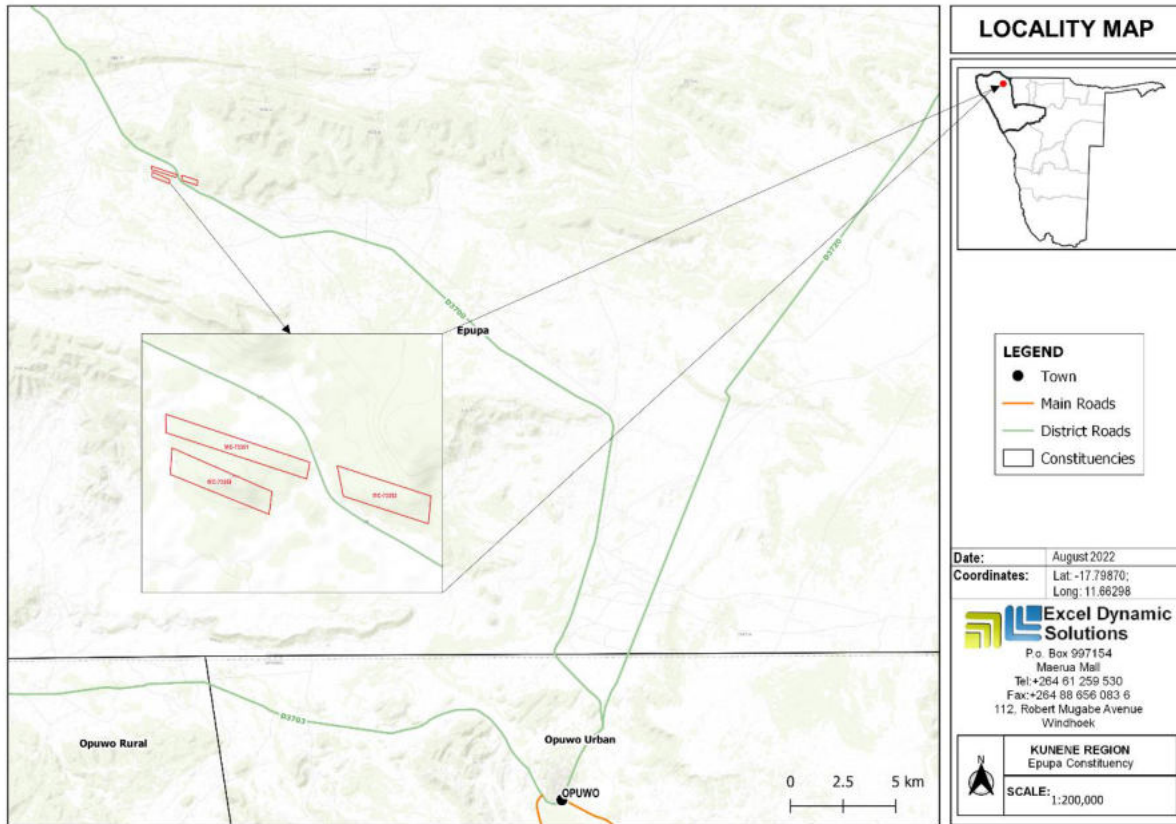 LOCALITY MAP
D3700
Epupa
D3720
LEGEND
Town
Main Roads
District Roads
Constituencies
Date: August 2022
Coordinates: Lat: -17.79870;
Long: 11.66298
Excel Dynamic
Solutions
P.o. Box 997154
Maerua Mall
Tel:+264 61 259 530
Fax:+264 88 656 083 6
112, Robert Mugabe Avenue
Windhoek
D3703
Opuwo Rural
Opuwo Urban
OPUWO
0 2.5 5 km
N
KUNENE REGION
Epupa Constituency
SCALE: 1:200,000